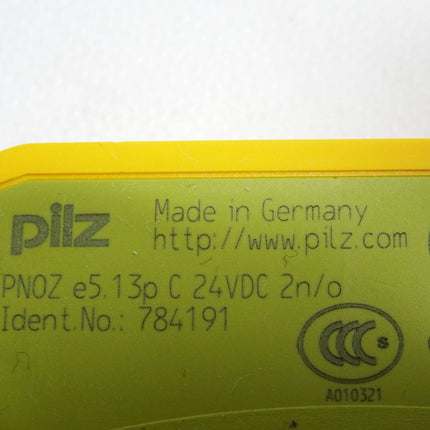 pilz
Made in Germany
http://www.pilz.com
PNOZ e5.13p C 24VDC 2n/o
Ident.No.: 784191
CCC S
A010321